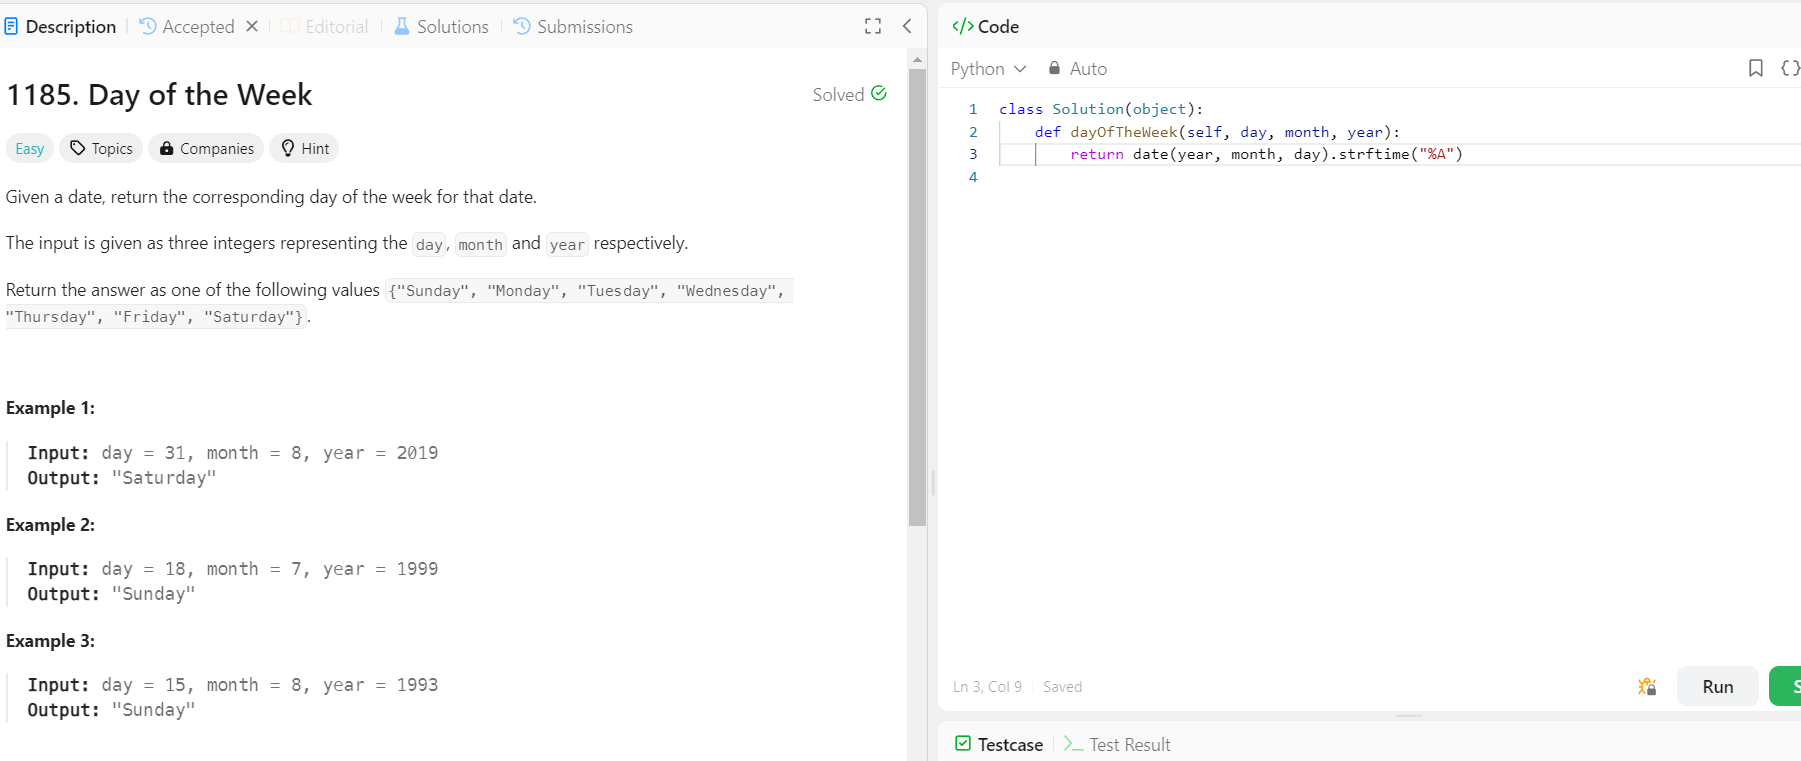 Description
Accepted
Editorial
Solutions
Submissions
1185. Day of the Week
Solved
Easy
Topics
Companies
Hint
Given a date, return the corresponding day of the week for that date.
The input is given as three integers representing the day, month and year respectively.
Return the answer as one of the following values {"Sunday", "Monday", "Tuesday", "Wednesday",
"Thursday", "Friday", "Saturday"}.
Example 1:
Input: day = 31, month = 8, year = 2019
Output: "Saturday"
Example 2:
Input: day = 18, month = 7, year = 1999
Output: "Sunday"
Example 3:
Input: day = 15, month = 8, year = 1993
Output: "Sunday"
</> Code
Python
Auto
{}
1 class Solution(object):
2 def dayOfTheWeek(self, day, month, year):
3 return date(year, month, day).strftime("%A")
4
Ln 3, Col 9
Saved
Run
S
Testcase
>_ Test Result